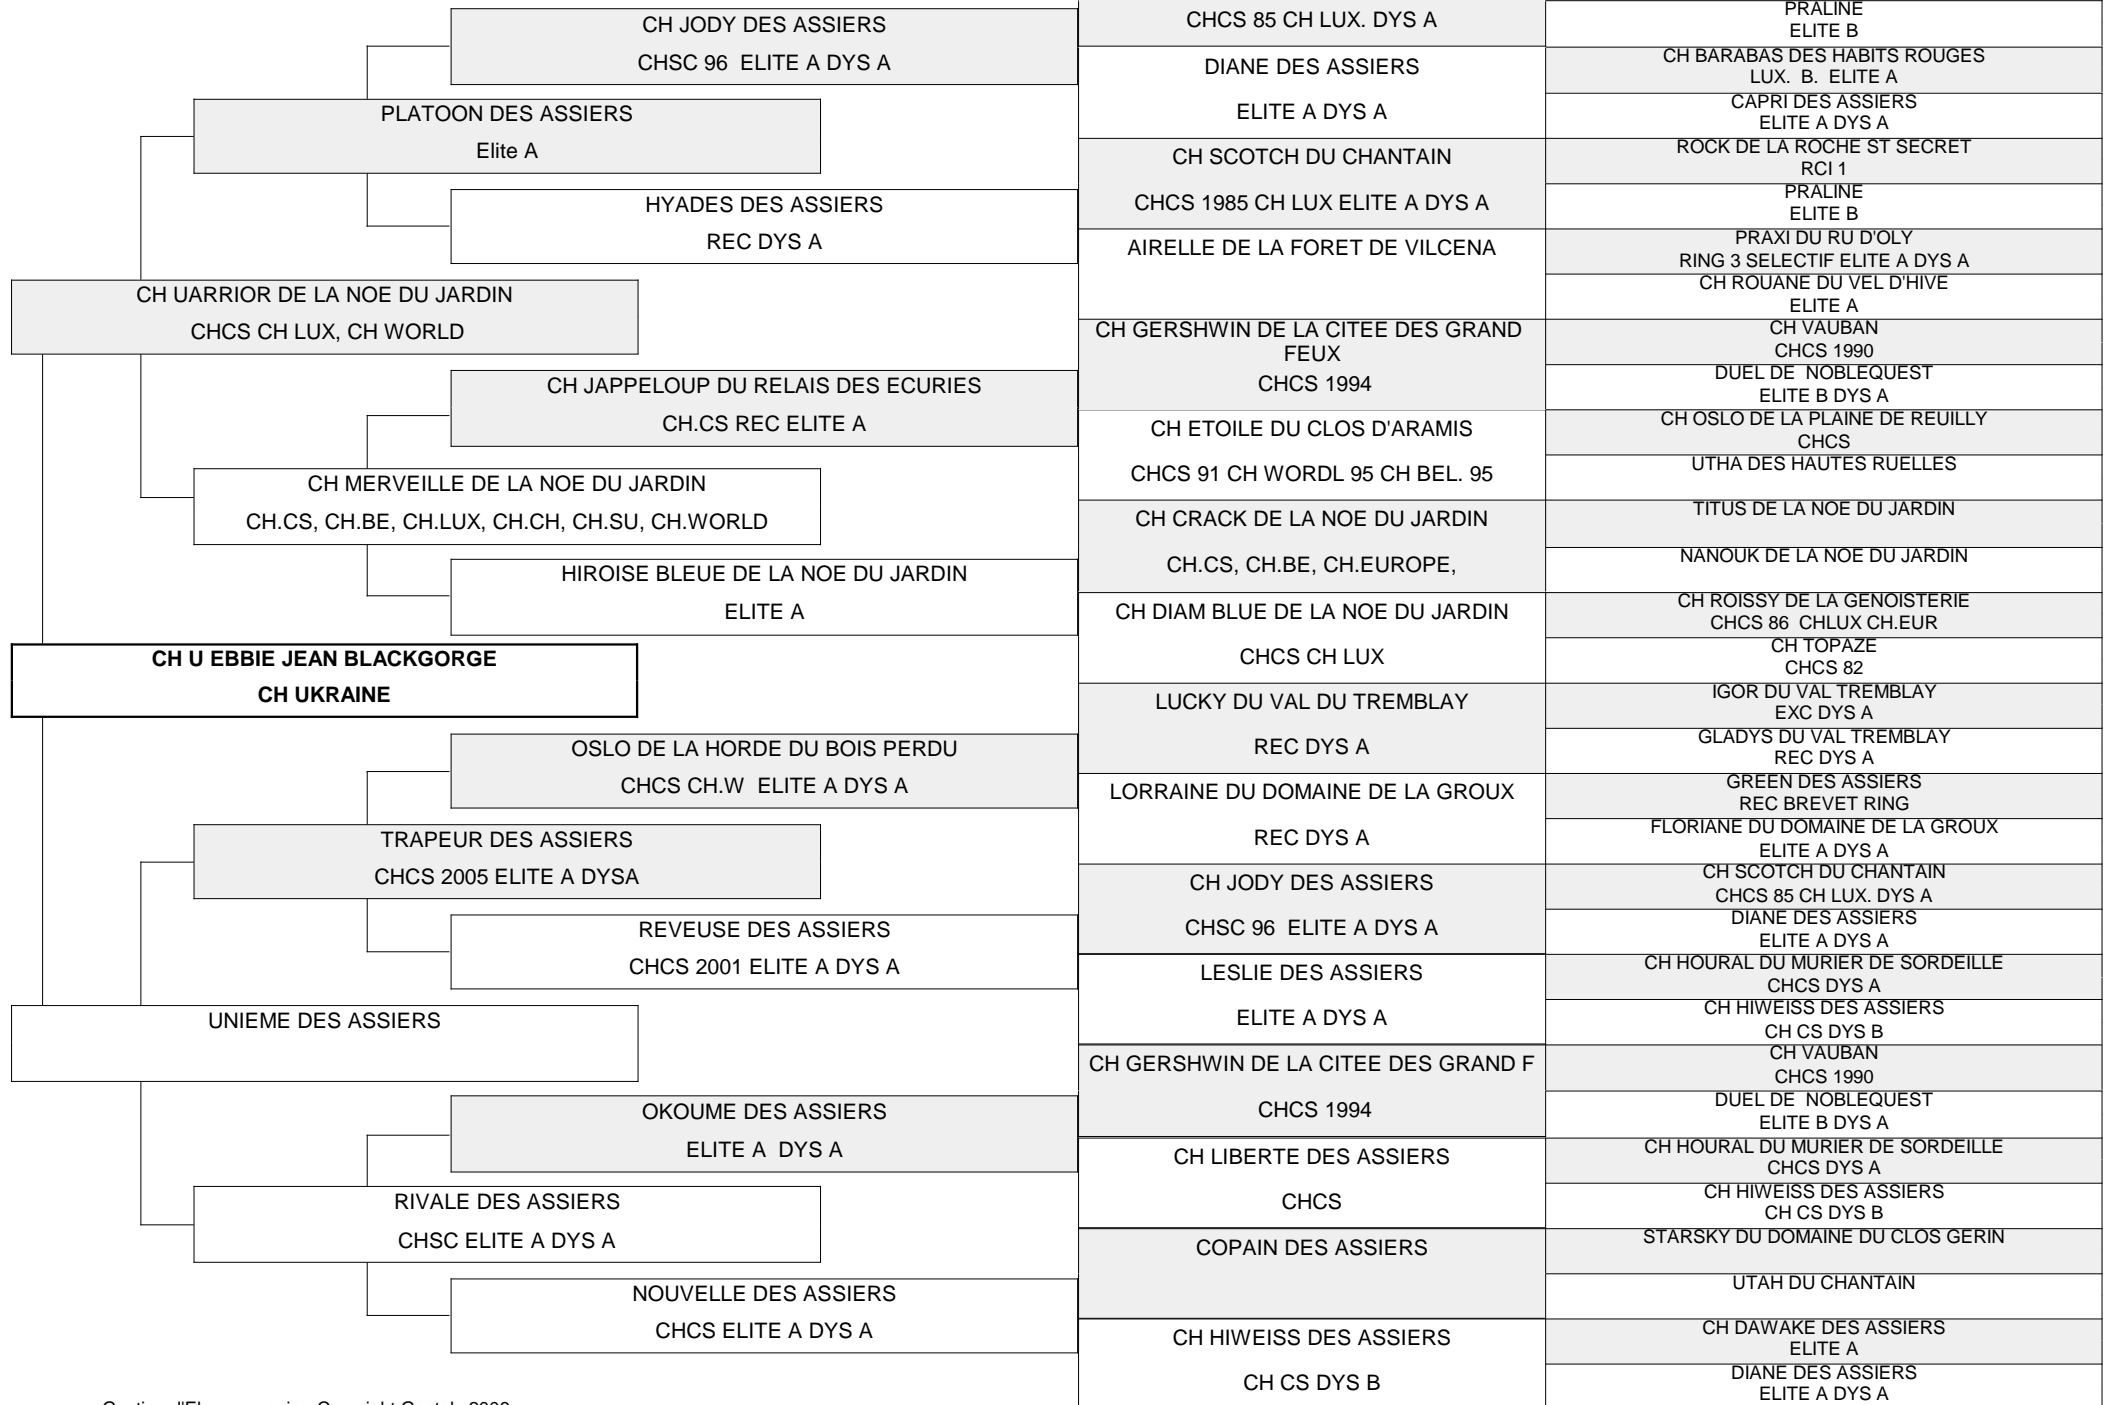 CH JODY DES ASSIERS
CHSC 96 ELITE A DYS A
PLATOON DES ASSIERS
Elite A
HYADES DES ASSIERS
REC DYS A
CH UARRIOR DE LA NOE DU JARDIN
CHCS CH LUX, CH WORLD
CH JAPPELOUP DU RELAIS DES ECURIES
CH.CS REC ELITE A
CH MERVEILLE DE LA NOE DU JARDIN
CH.CS, CH.BE, CH.LUX, CH.CH, CH.SU, CH.WORLD
HIROISE BLEUE DE LA NOE DU JARDIN
ELITE A
CH U EBBIE JEAN BLACKGORGE
CH UKRAINE
OSLO DE LA HORDE DU BOIS PERDU
CHCS CH.W ELITE A DYS A
TRAPEUR DES ASSIERS
CHCS 2005 ELITE A DYSA
REVEUSE DES ASSIERS
CHCS 2001 ELITE A DYS A
UNIEME DES ASSIERS
OKOUME DES ASSIERS
ELITE A DYS A
RIVALE DES ASSIERS
CHSC ELITE A DYS A
NOUVELLE DES ASSIERS
CHCS ELITE A DYS A
CHCS 85 CH LUX. DYS A
DIANE DES ASSIERS
ELITE A DYS A
CH SCOTCH DU CHANTAIN
CHCS 1985 CH LUX ELITE A DYS A
AIRELLE DE LA FORET DE VILCENA
CH GERSHWIN DE LA CITEE DES GRAND
FEUX
CHCS 1994
CH ETOILE DU CLOS D'ARAMIS
CHCS 91 CH WORDL 95 CH BEL. 95
CH CRACK DE LA NOE DU JARDIN
CH.CS, CH.BE, CH.EUROPE,
CH DIAM BLUE DE LA NOE DU JARDIN
CHCS CH LUX
LUCKY DU VAL DU TREMBLAY
REC DYS A
LORRAINE DU DOMAINE DE LA GROUX
REC DYS A
CH JODY DES ASSIERS
CHSC 96 ELITE A DYS A
LESLIE DES ASSIERS
ELITE A DYS A
CH GERSHWIN DE LA CITEE DES GRAND F
CHCS 1994
CH LIBERTE DES ASSIERS
CHCS
COPAIN DES ASSIERS
CH HIWEISS DES ASSIERS
CH CS DYS B
PRALINE
ELITE B
CH BARABAS DES HABITS ROUGES
LUX. B. ELITE A
CAPRI DES ASSIERS
ELITE A DYS A
ROCK DE LA ROCHE ST SECRET
RCI 1
PRALINE
ELITE B
PRAXI DU RU D'OLY
RING 3 SELECTIF ELITE A DYS A
CH ROUANE DU VEL D'HIVE
ELITE A
CH VAUBAN
CHCS 1990
DUEL DE NOBLEQUEST
ELITE B DYS A
CH OSLO DE LA PLAINE DE REUILLY
CHCS
UTHA DES HAUTES RUELLES
TITUS DE LA NOE DU JARDIN
NANOUK DE LA NOE DU JARDIN
CH ROISSY DE LA GENOISTERIE
CHCS 86 CHLUX CH.EUR
CH TOPAZE
CHCS 82
IGOR DU VAL TREMBLAY
EXC DYS A
GLADYS DU VAL TREMBLAY
REC DYS A
GREEN DES ASSIERS
REC BREVET RING
FLORIANE DU DOMAINE DE LA GROUX
ELITE A DYS A
CH SCOTCH DU CHANTAIN
CHCS 85 CH LUX. DYS A
DIANE DES ASSIERS
ELITE A DYS A
CH HOURAL DU MURIER DE SORDEILLE
CHCS DYS A
CH HIWEISS DES ASSIERS
CH CS DYS B
CH VAUBAN
CHCS 1990
DUEL DE NOBLEQUEST
ELITE B DYS A
CH HOURAL DU MURIER DE SORDEILLE
CHCS DYS A
CH HIWEISS DES ASSIERS
CH CS DYS B
STARSKY DU DOMAINE DU CLOS GERIN
UTAH DU CHANTAIN
CH DAWAKE DES ASSIERS
ELITE A
DIANE DES ASSIERS
ELITE A DYS A